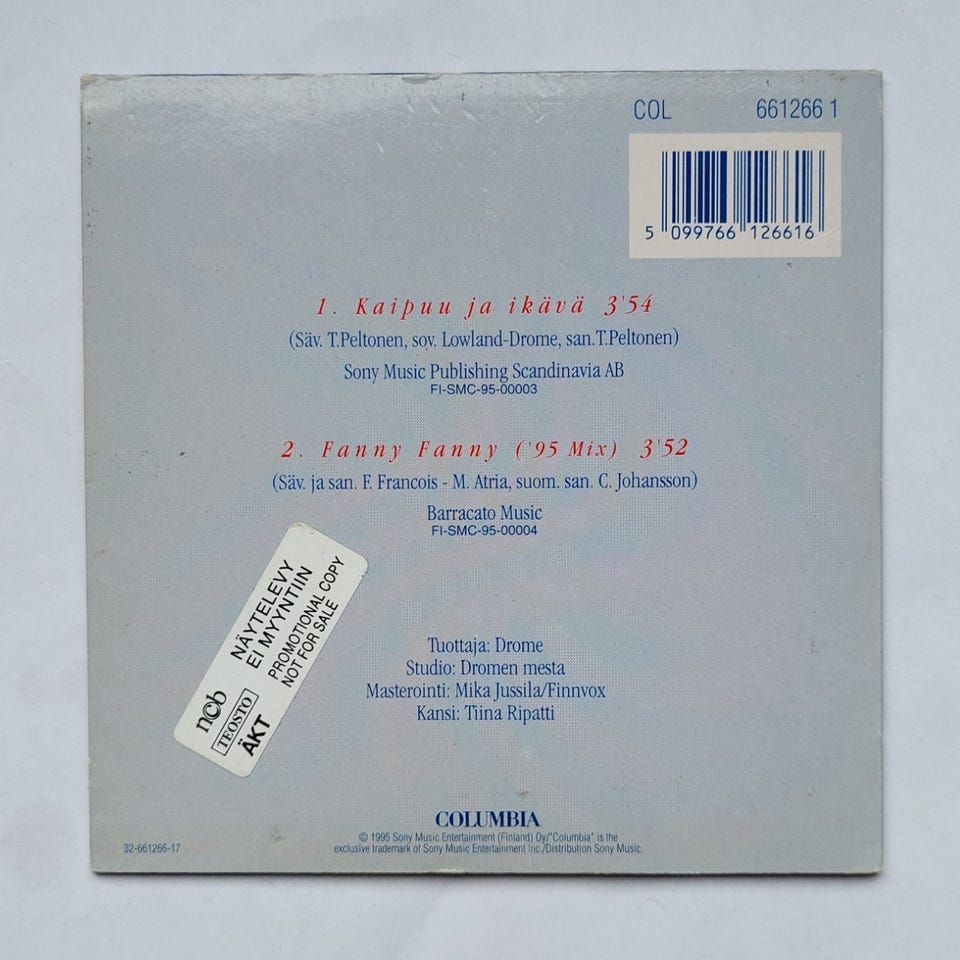 COL 661266 1
5 099766 126616
1. Kaipuu ja ikävä 3'54
(Säv. T.Peltonen, sov. Lowland-Drome, san.T.Peltonen)
Sony Music Publishing Scandinavia AB
FI-SMC-95-00003
2. Fanny Fanny ('95 Mix) 3'52
(Säv. ja san. F. Francois - M. Atria, suom. san. C. Johansson)
Barracato Music
FI-SMC-95-00004
NÄYTELEVY
EI MYYNTIIN
PROMOTIONAL COPY
NOT FOR SALE
ncb
TEOSTO
ÄKT
Tuottaja: Drome
Studio: Dromen mesta
Masterointi: Mika Jussila/Finnvox
Kansi: Tiina Ripatti
COLUMBIA
© 1995 Sony Music Entertainment (Finland) Oy/"Columbia" is the
exclusive trademark of Sony Music Entertainment Inc./Distribution Sony Music.
32-661266-17